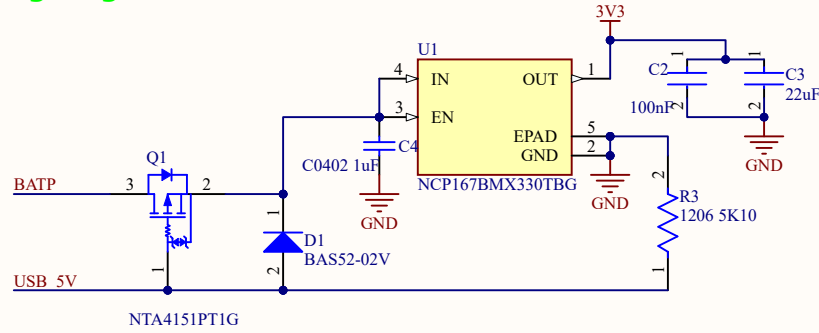 3V3
U1
4 IN OUT 1
3 EN
EPAD 5
GND 2
NCP167BMX330TBG
C4
C0402 1uF
GND
GND
1 1
C2 C3
100nF 22uF
2 2
GND
Q1
BATP 3 2
1
D1
BAS52-02V
2
2
R3
1206 5K10
1
1
USB 5V
NTA4151PT1G